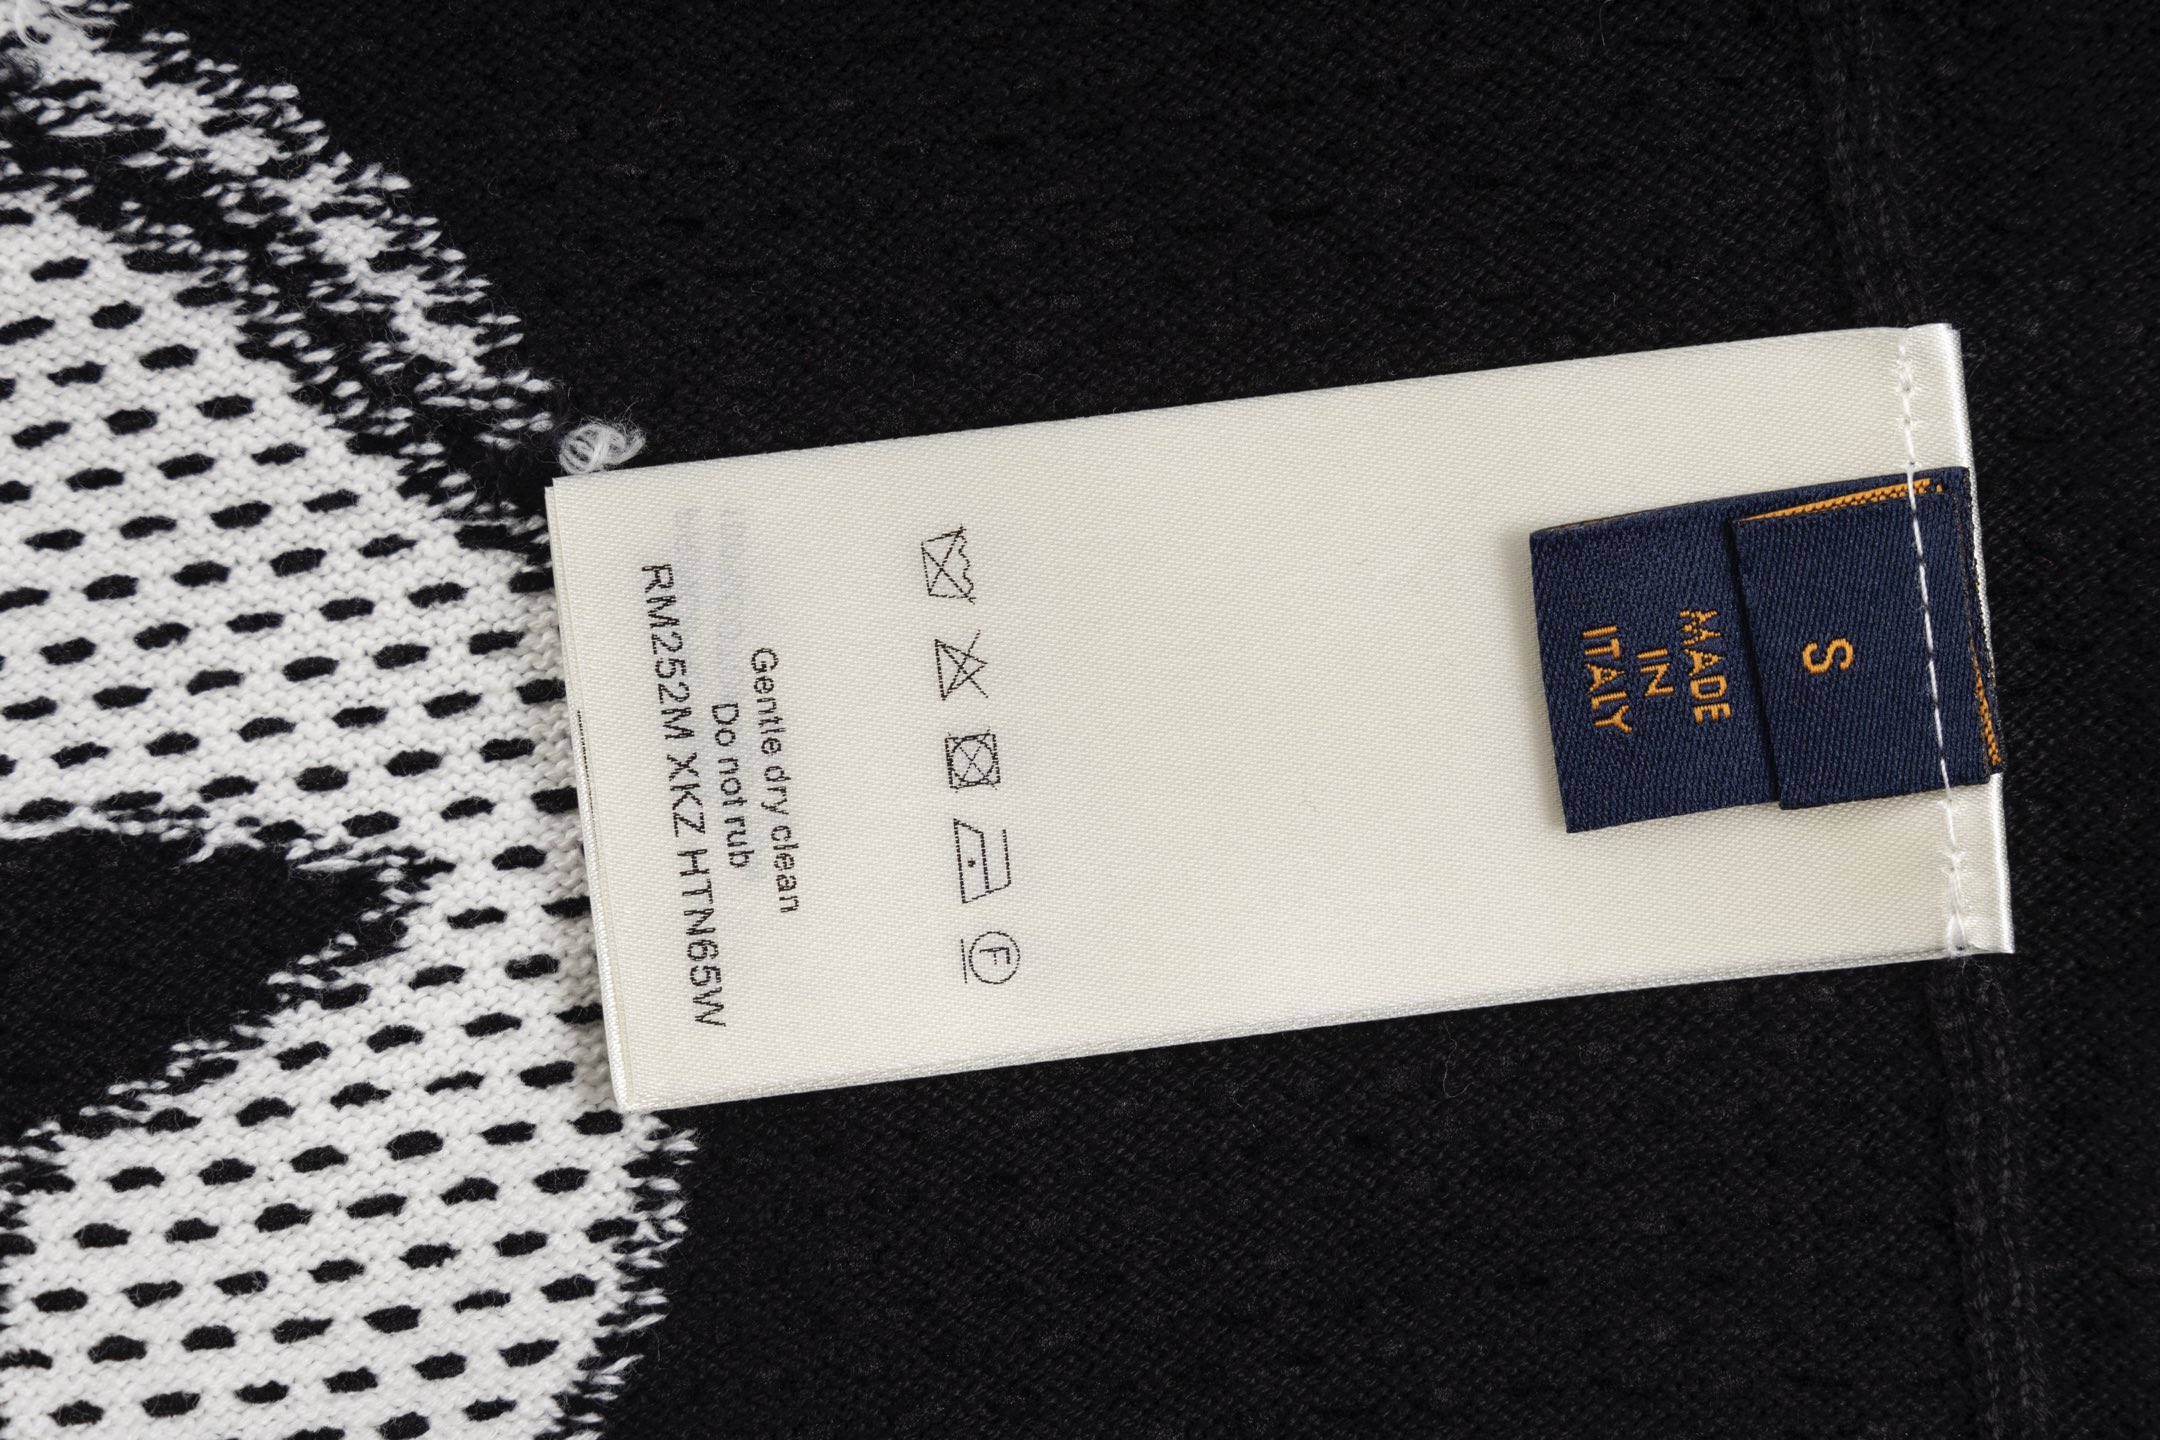 S
MADE
IN
ITALY
F
Gentle dry clean
Do not rub
RM252M XKZ HTN65W